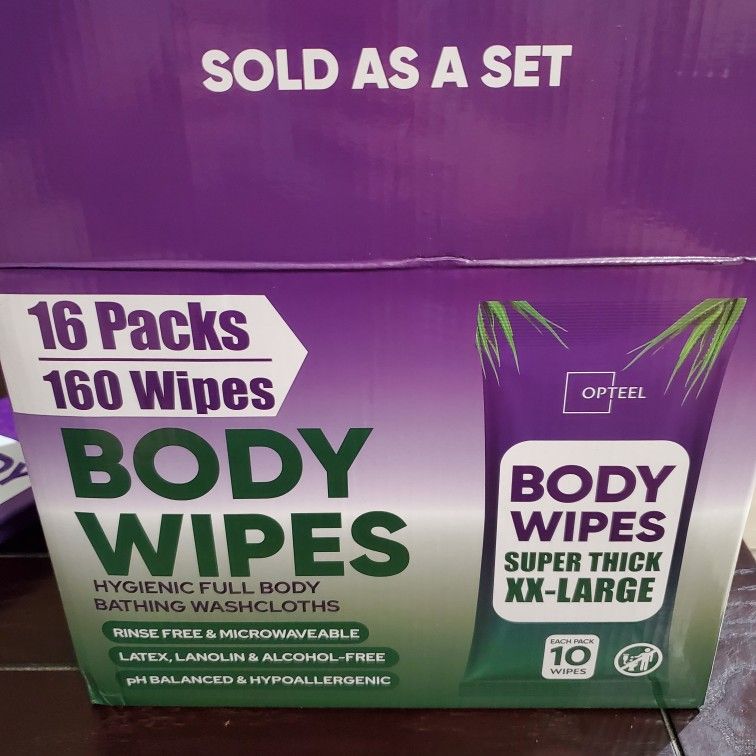 SOLD AS A SET
16 Packs
160 Wipes
BODY
WIPES
HYGIENIC FULL BODY
BATHING WASHCLOTHS
RINSE FREE & MICROWAVEABLE
LATEX, LANOLIN & ALCOHOL-FREE
pH BALANCED & HYPOALLERGENIC
OPTEEL
BODY
WIPES
SUPER THICK
XX-LARGE
EACH PACK
10
WIPES